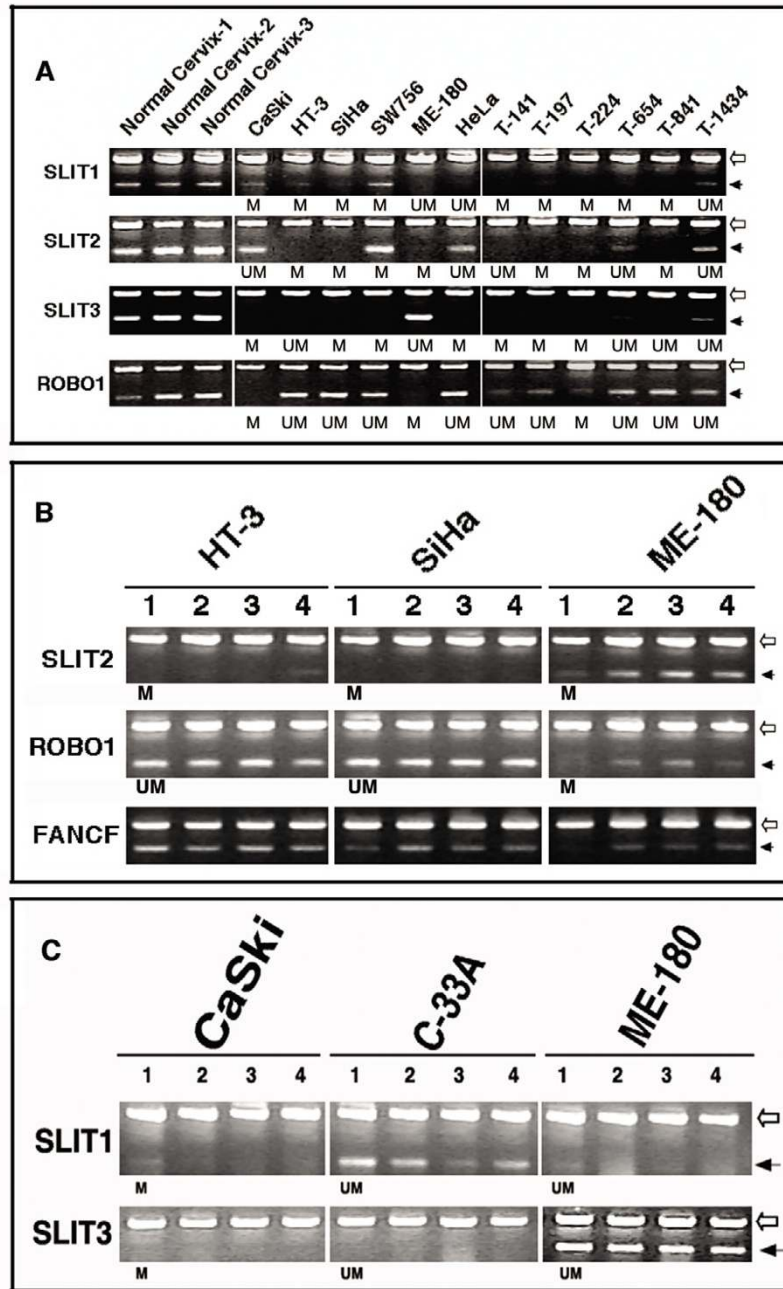 A
Normal Cervix-1 Normal Cervix-2 Normal Cervix-3 CaSki HT-3 SiHa SW756 ME-180 HeLa T-141 T-197 T-224 T-654 T-841 T-1434
SLIT1
M M M M UM UM M M M M M UM
SLIT2
UM M M M M UM UM M M UM M UM
SLIT3
M UM M M UM M M M M UM UM UM
ROBO1
M UM UM UM M UM UM UM M UM UM UM
B
HT-3 SiHa ME-180
1 2 3 4 1 2 3 4 1 2 3 4
SLIT2
M M M
ROBO1
UM UM M
FANCF
C
CaSki C-33A ME-180
1 2 3 4 1 2 3 4 1 2 3 4
SLIT1
M UM UM
SLIT3
M UM UM